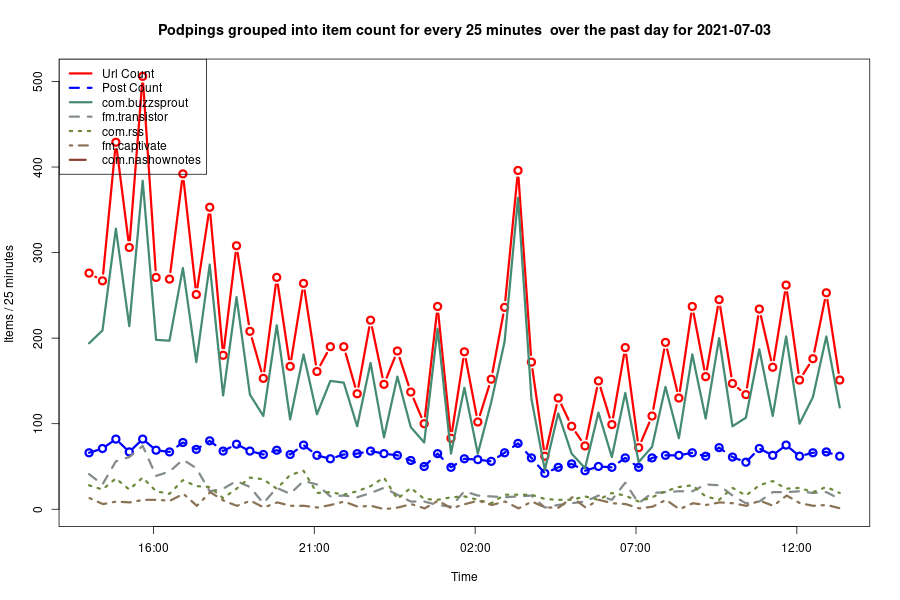 Podpings grouped into item count for every 25 minutes  over the past day for 2021-07-03
Url Count
Post Count
com.buzzsprout
fm.transistor
com.rss
fm.captivate
com.nashownotes
500
400
300
200
100
0
Items / 25 minutes
16:00 21:00 02:00 07:00 12:00
Time